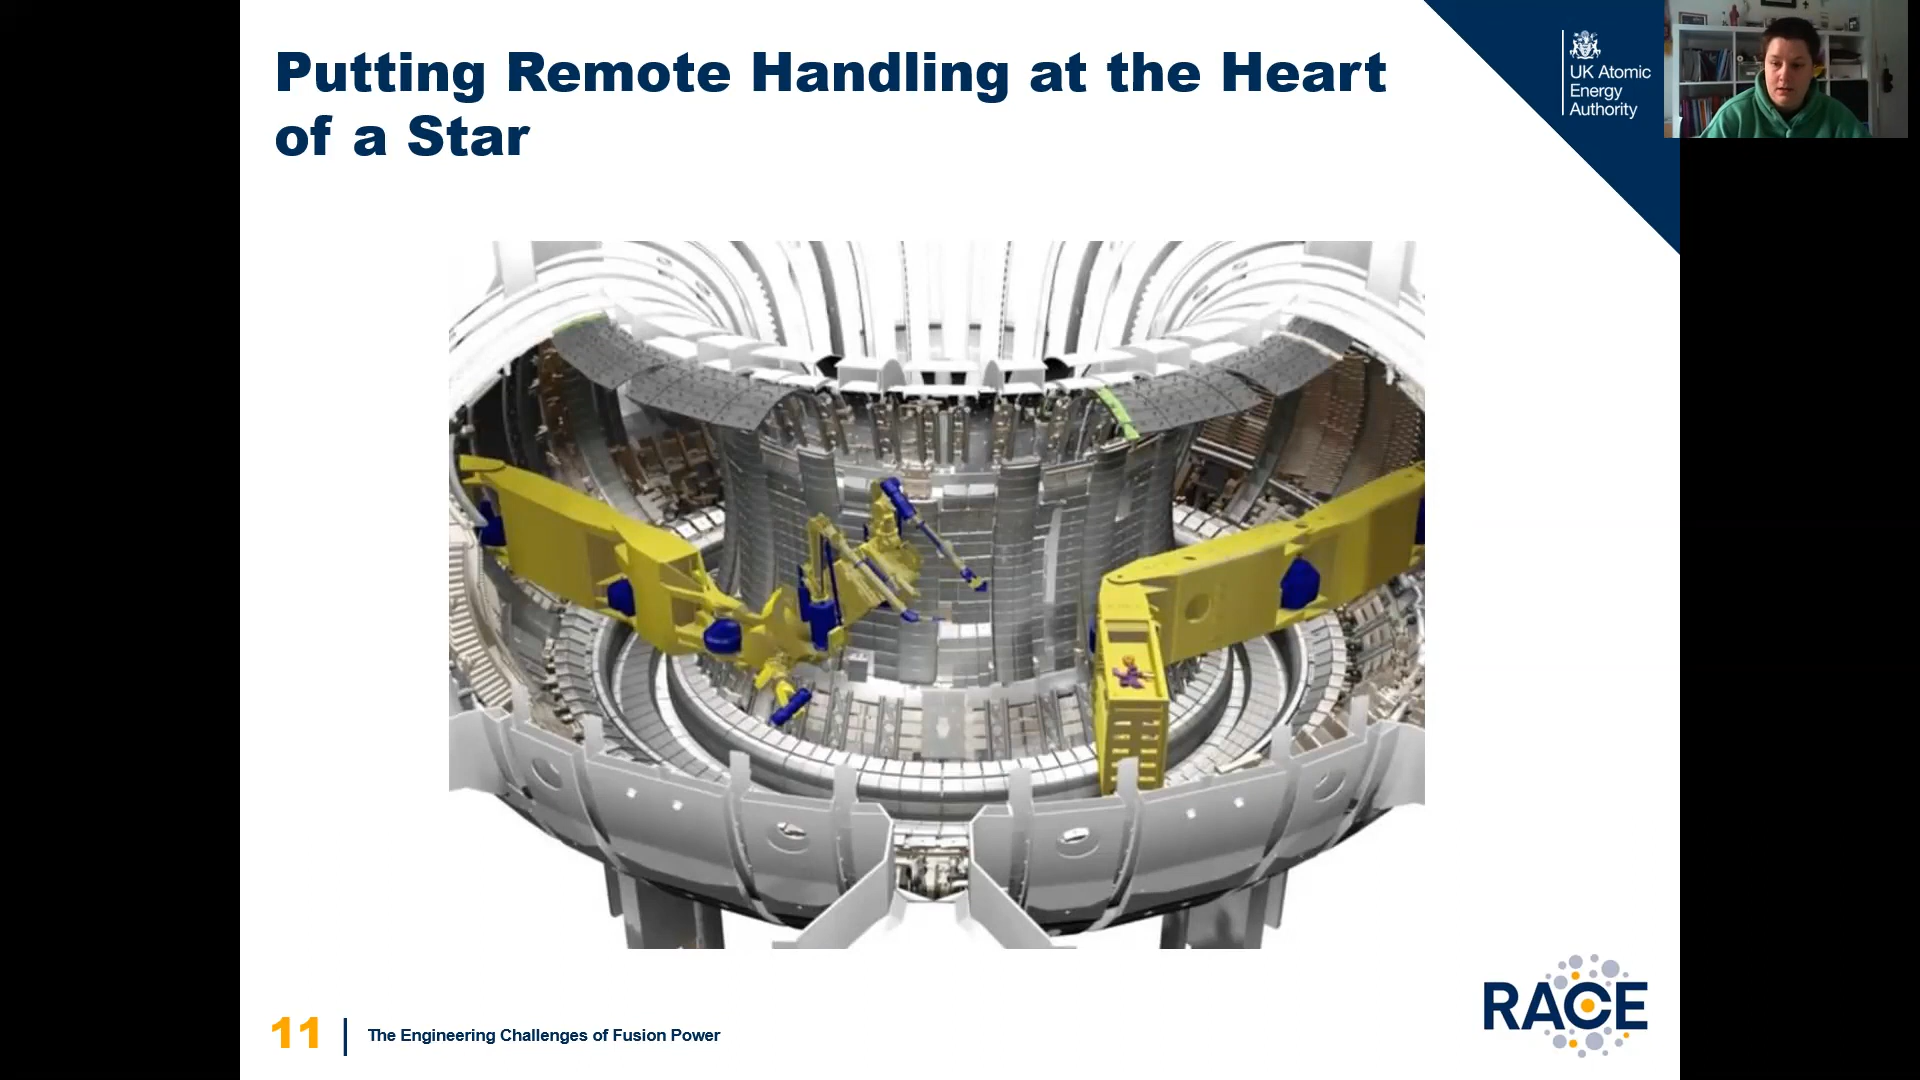 Putting Remote Handling at the Heart
of a Star
UK Atomic
Energy
Authority
RACE
11
The Engineering Challenges of Fusion Power